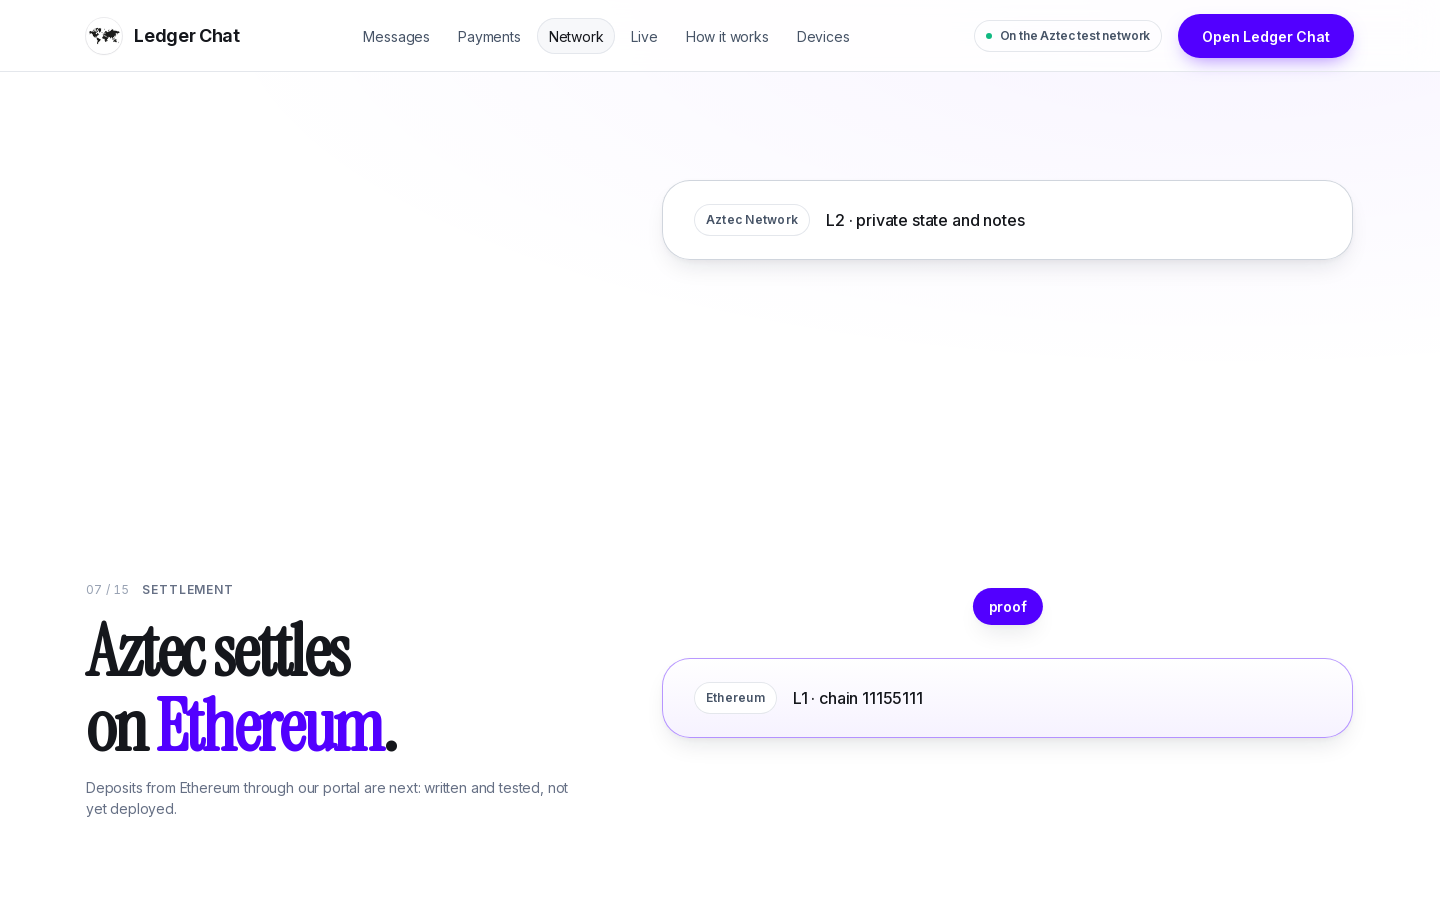 Ledger Chat
Messages
Payments
Network
Live
How it works
Devices
On the Aztec test network
Open Ledger Chat
Aztec Network
L2 · private state and notes
07 / 15 SETTLEMENT
Aztec settles
on Ethereum.
Deposits from Ethereum through our portal are next: written and tested, not
yet deployed.
proof
Ethereum
L1 · chain 11155111